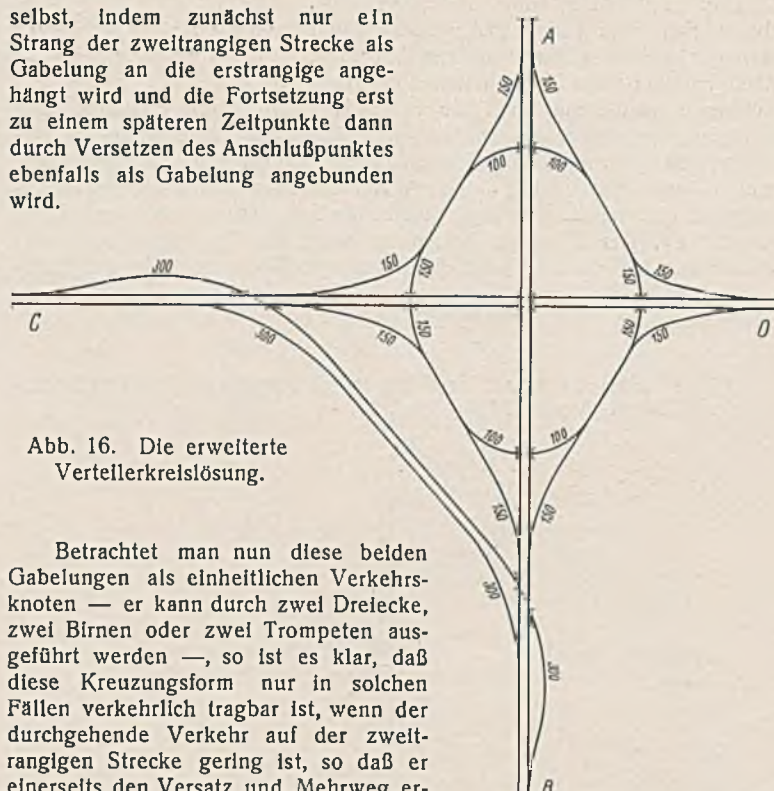 selbst, indem zunächst nur ein
Strang der zweitrangigen Strecke als
Gabelung an die erstrangige ange-
hängt wird und die Fortsetzung erst
zu einem späteren Zeitpunkte dann
durch Versetzen des Anschlußpunktes
ebenfalls als Gabelung angebunden
wird.
A
150 150
100 100
300
150 150 150 150
C
D
300
150 150 150 150
Abb. 16. Die erweiterte
Verteilerkreislösung.
100 100
150 150
300
300
B
Betrachtet man nun diese beiden
Gabelungen als einheitlichen Verkehrs-
knoten — er kann durch zwei Dreiecke,
zwei Birnen oder zwei Trompeten aus-
geführt werden —, so ist es klar, daß
diese Kreuzungsform nur in solchen
Fällen verkehrlich tragbar ist, wenn der
durchgehende Verkehr auf der zweit-
rangigen Strecke gering ist, so daß er
einerseits den Versatz und Mehrweg er-